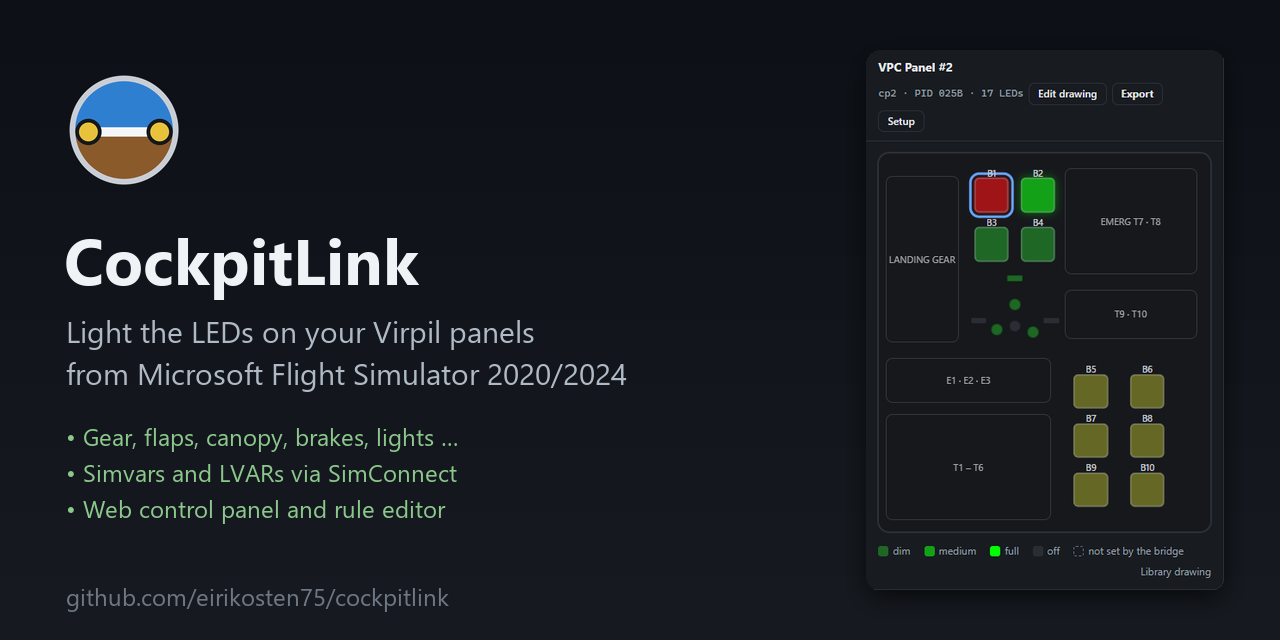 CockpitLink
Light the LEDs on your Virpil panels
from Microsoft Flight Simulator 2020/2024
• Gear, flaps, canopy, brakes, lights ...
• Simvars and LVARs via SimConnect
• Web control panel and rule editor
github.com/eirikosten75/cockpitlink
VPC Panel #2
cp2 · PID 025B · 17 LEDs Edit drawing Export
Setup
B1 B2
EMERG T7 · T8
B3 B4
LANDING GEAR
T9 · T10
B5 B6
E1 · E2 · E3
B7 B8
T1 – T6
B9 B10
dim medium full off not set by the bridge
Library drawing